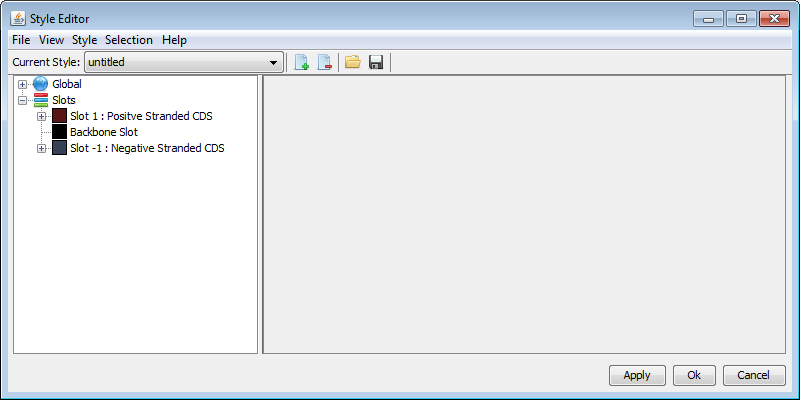 Style Editor
File View Style Selection Help
Current Style: untitled
Global
Slots
Slot 1 : Positve Stranded CDS
Backbone Slot
Slot -1 : Negative Stranded CDS
Apply Ok Cancel